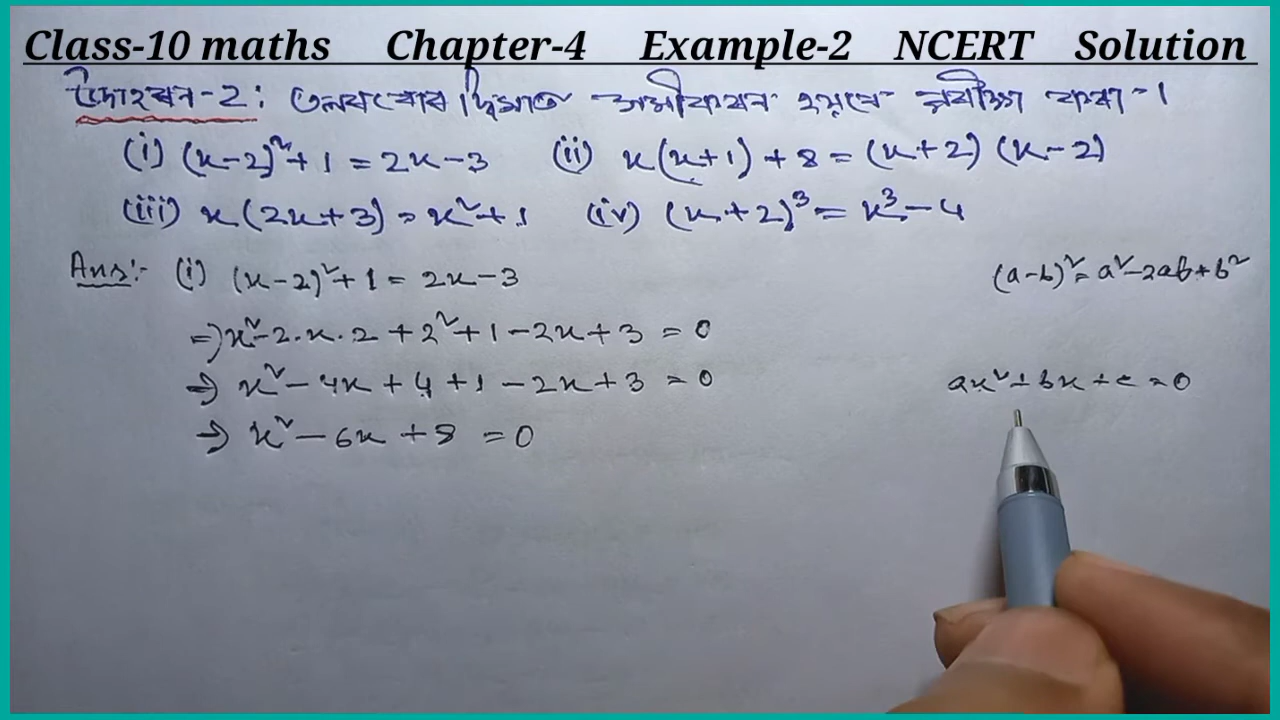 Class-10 maths Chapter-4 Example-2 NCERT Solution
উদাহৰণ-2: তলৰবোৰ দ্বিঘাত সমীকৰণ হয়নে পৰীক্ষা কৰা-।
(i) (x-2)²+1=2x-3 (ii) x(x+1)+8=(x+2)(x-2)
(iii) x(2x+3)=x²+1 (iv) (x+2)³=x³-4
Ans:- (i) (x-2)²+1=2x-3 (a-b)²=a²-2ab+b²
⇒x²-2.x.2+2²+1-2x+3=0
⇒ x²-4x+4+1-2x+3=0 ax²+bx+c=0
⇒ x²-6x+8=0